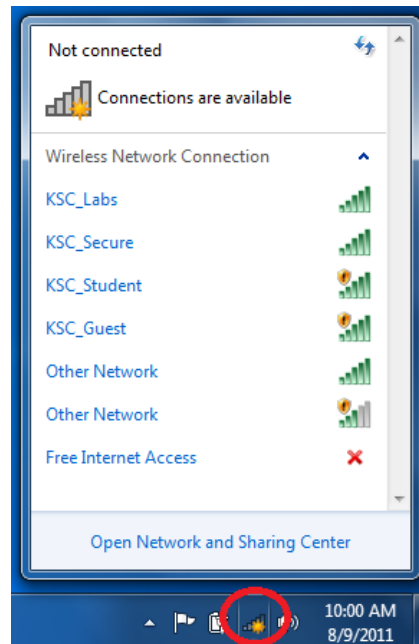 Not connected
Connections are available
Wireless Network Connection
KSC_Labs
KSC_Secure
KSC_Student
KSC_Guest
Other Network
Other Network
Free Internet Access
Open Network and Sharing Center
10:00 AM
8/9/2011